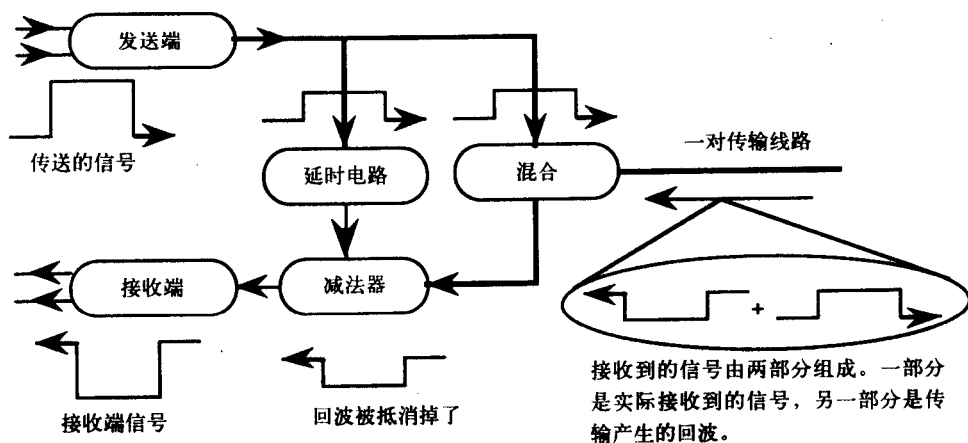 发送端
传送的信号
延时电路
混合
一对传输线路
接收端
减法器
+
接收端信号
回波被抵消掉了
接收到的信号由两部分组成。一部分
是实际接收到的信号，另一部分是传
输产生的回波。